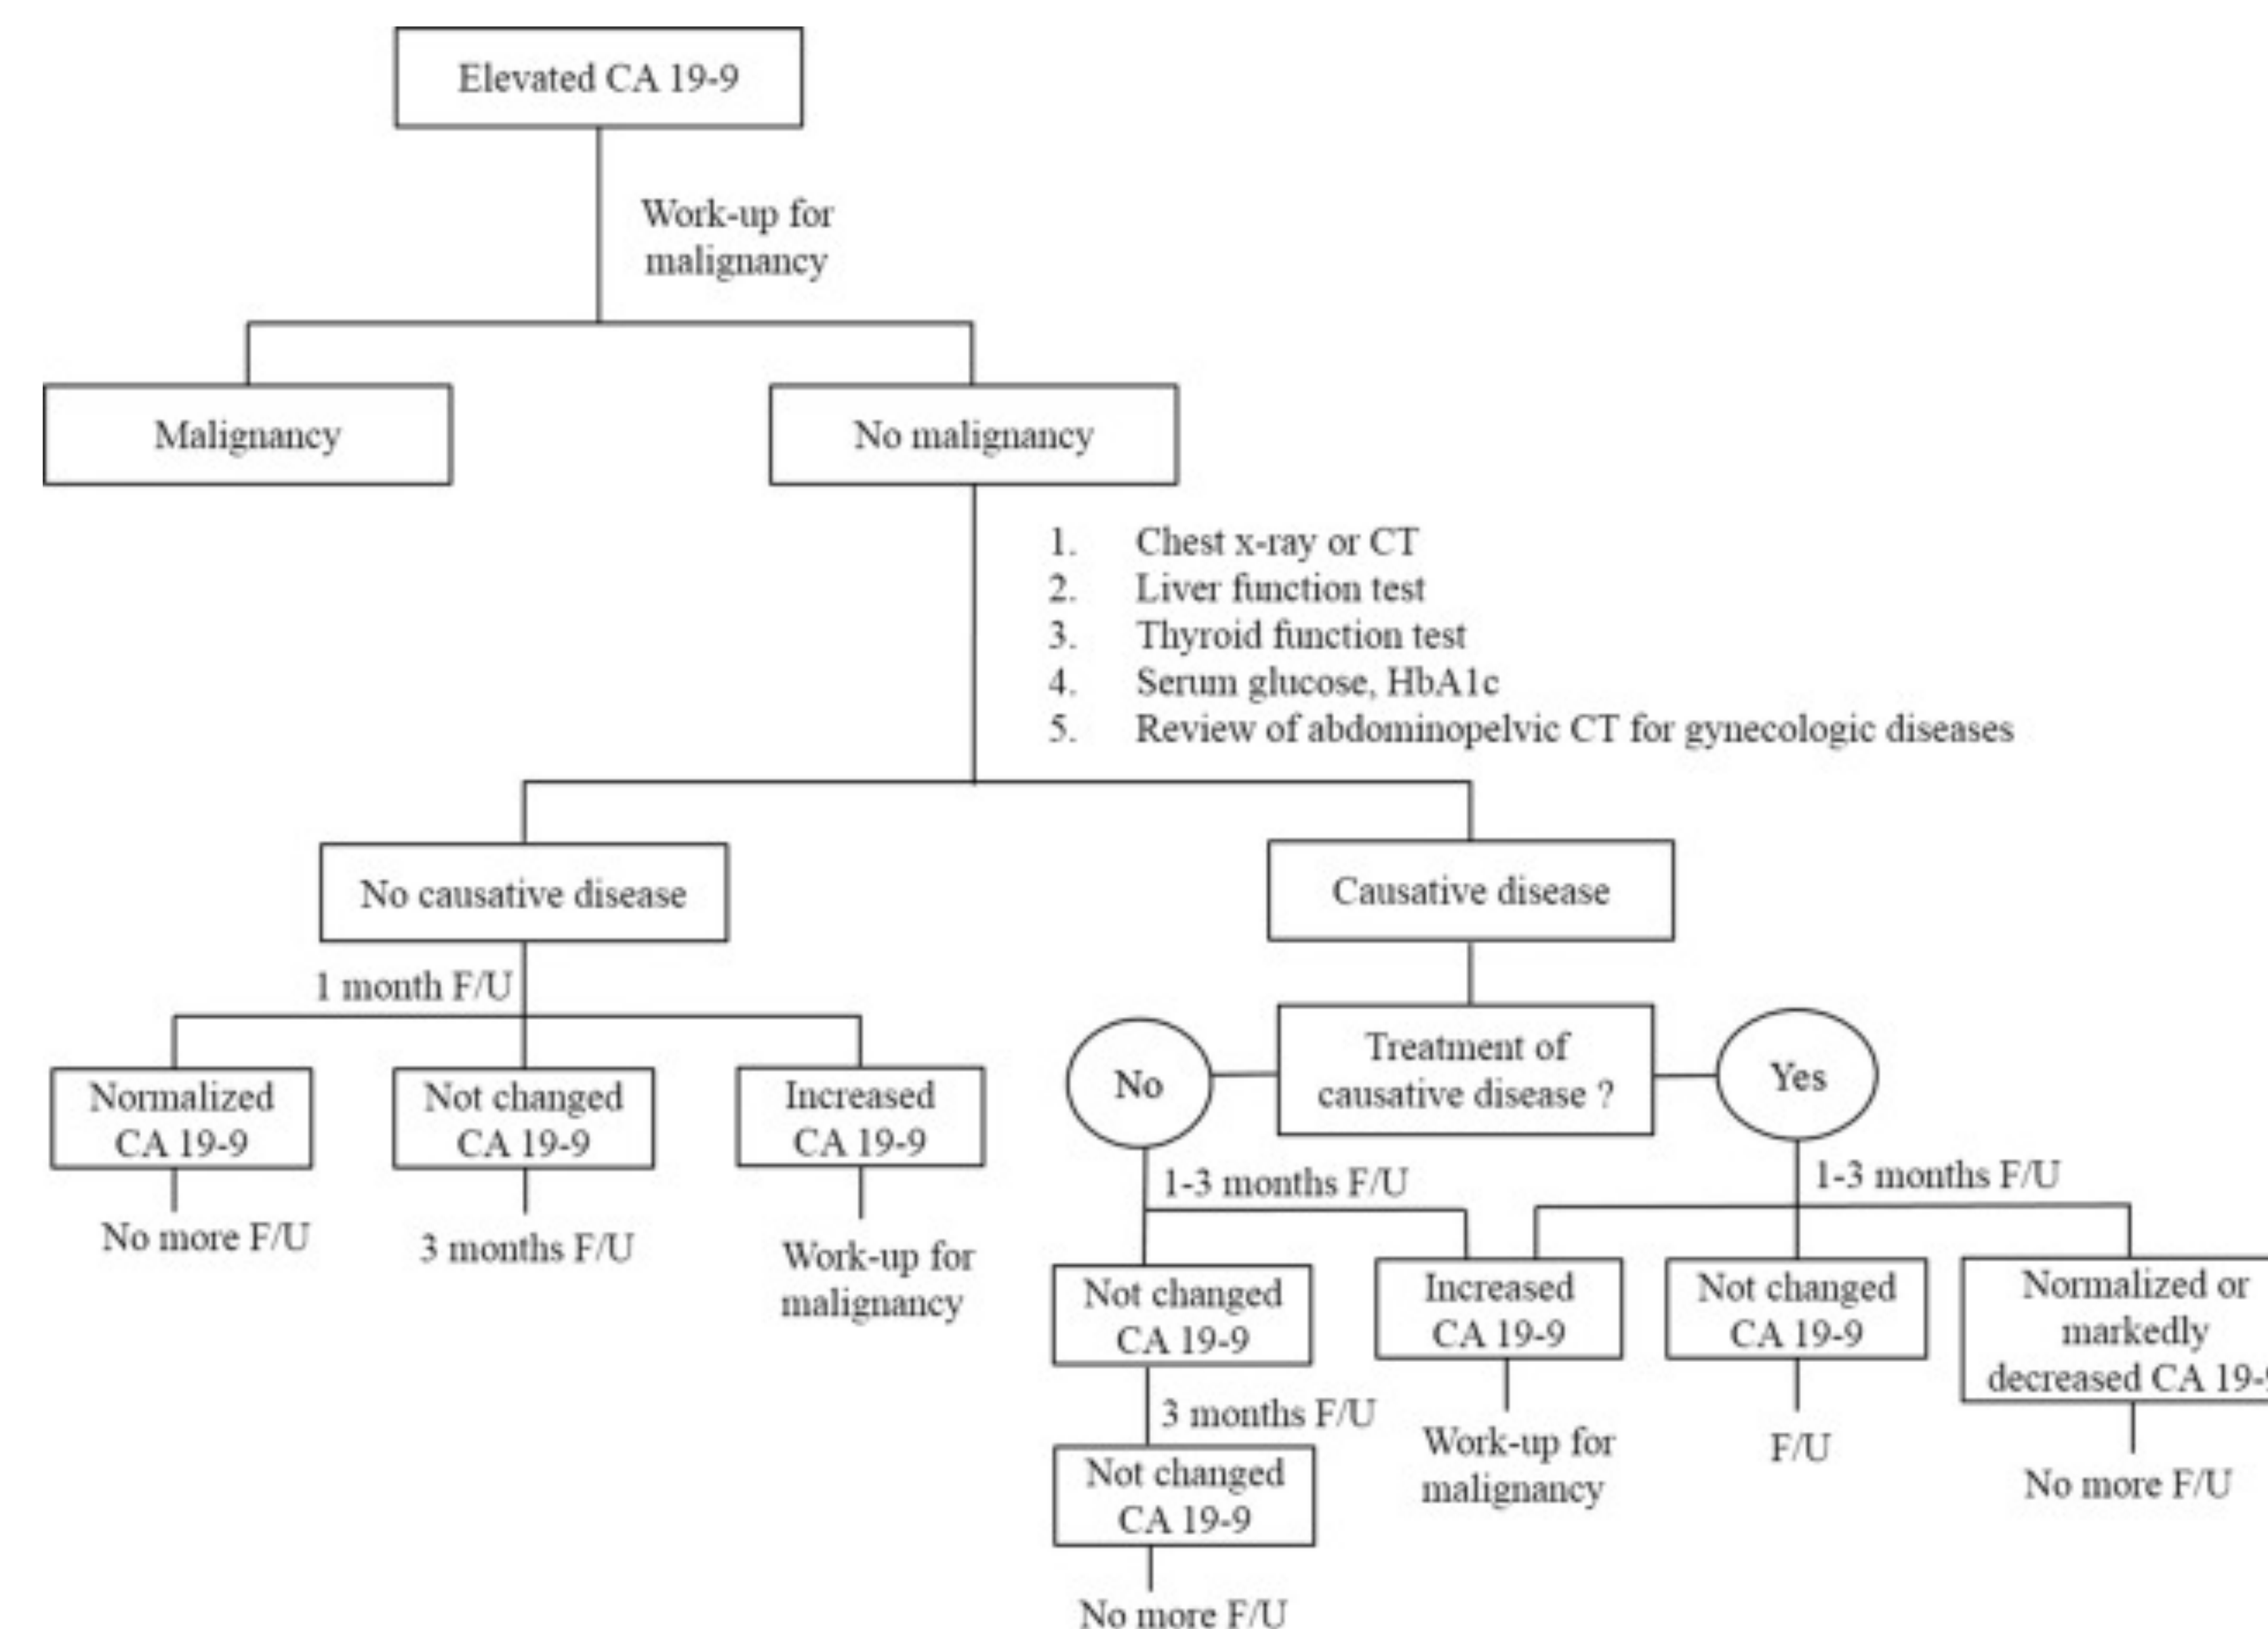 Elevated CA 19-9
Work-up for
malignancy
Malignancy
No malignancy
1. Chest x-ray or CT
2. Liver function test
3. Thyroid function test
4. Serum glucose, HbA1c
5. Review of abdominopelvic CT for gynecologic diseases
No causative disease
Causative disease
1 month F/U
Normalized
CA 19-9
Not changed
CA 19-9
Increased
CA 19-9
No more F/U
3 months F/U
Work-up for
malignancy
No
Treatment of
causative disease ?
Yes
1-3 months F/U
1-3 months F/U
Not changed
CA 19-9
Increased
CA 19-9
Not changed
CA 19-9
Normalized or
markedly
decreased CA 19-9
3 months F/U
Work-up for
malignancy
F/U
No more F/U
Not changed
CA 19-9
No more F/U